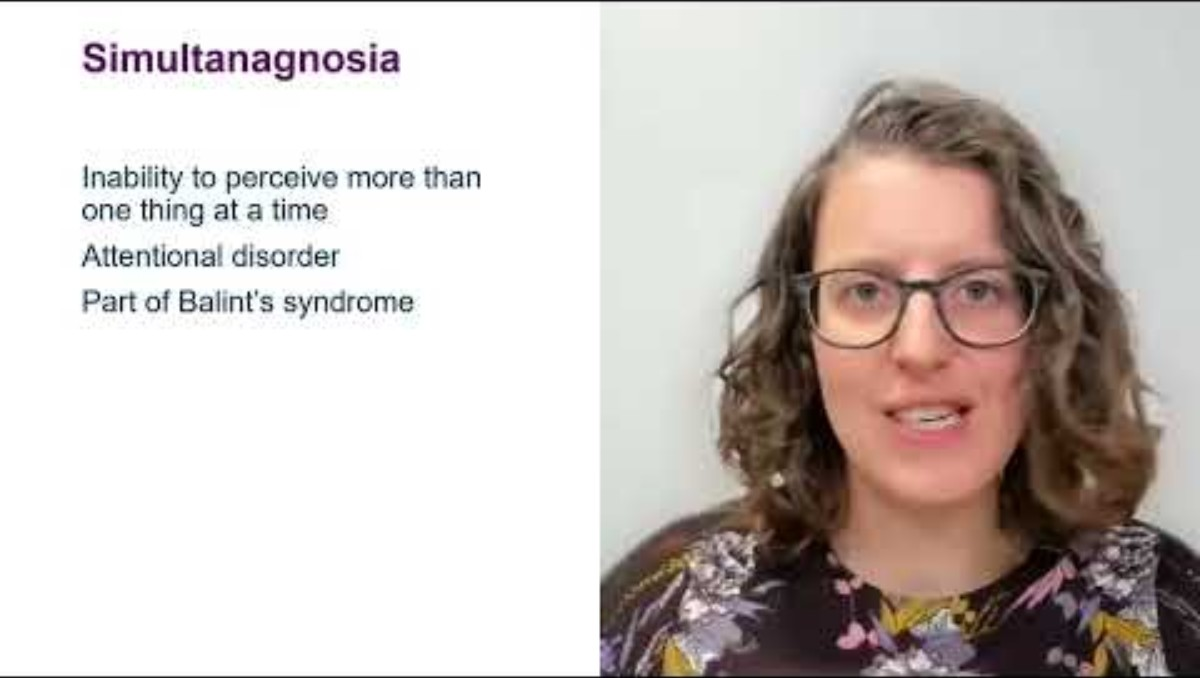 Simultanagnosia
Inability to perceive more than
one thing at a time
Attentional disorder
Part of Balint's syndrome